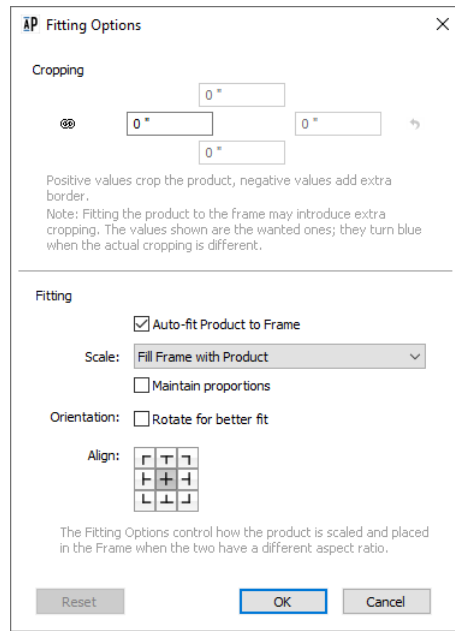 AP Fitting Options
Cropping
0 "
0 "
0 "
0 "
Positive values crop the product, negative values add extra
border.
Note: Fitting the product to the frame may introduce extra
cropping. The values shown are the wanted ones; they turn blue
when the actual cropping is different.
Fitting
Auto-fit Product to Frame
Scale: Fill Frame with Product
Maintain proportions
Orientation: Rotate for better fit
Align:
The Fitting Options control how the product is scaled and placed
in the Frame when the two have a different aspect ratio.
Reset OK Cancel